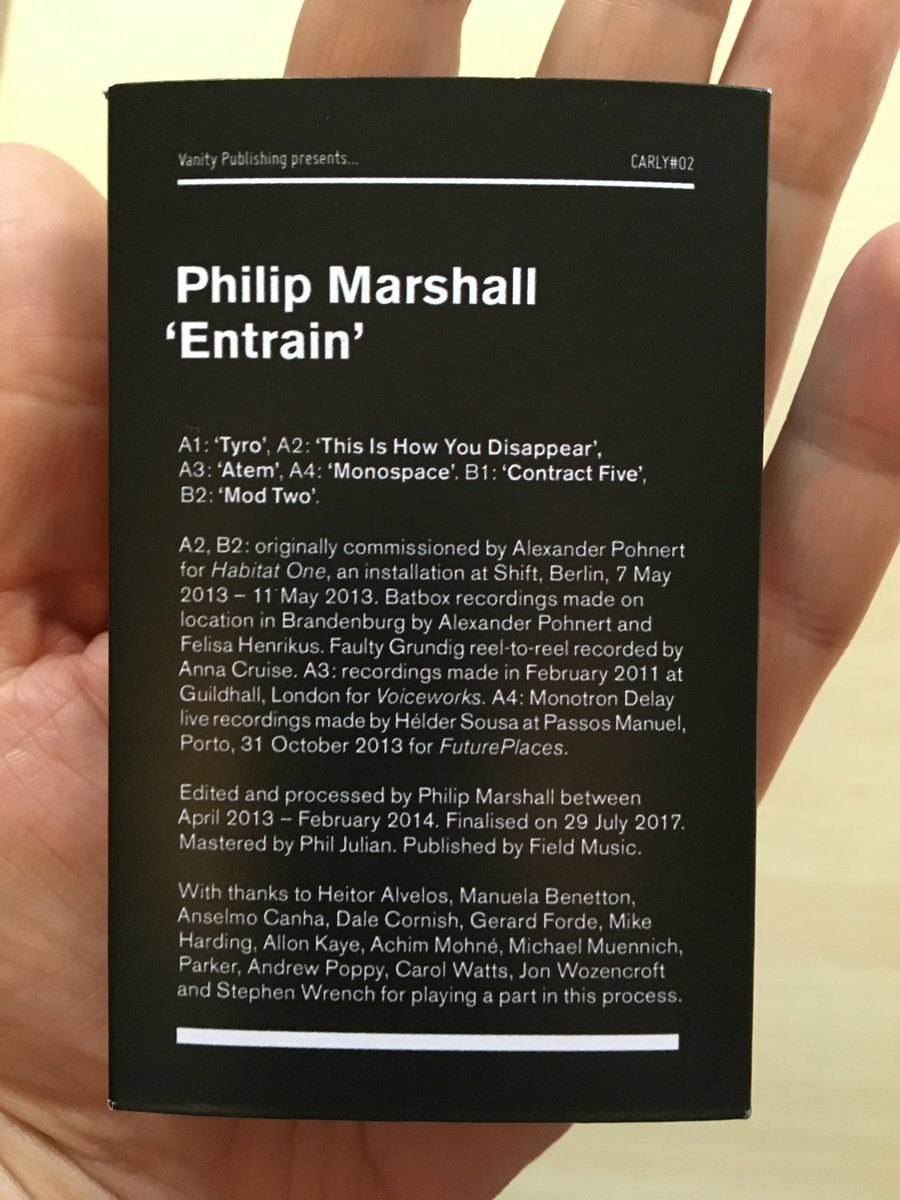 Vanity Publishing presents...
CARLY#02
Philip Marshall
‘Entrain’
A1: ‘Tyro’, A2: ‘This Is How You Disappear’,
A3: ‘Atem’, A4: ‘Monospace’. B1: ‘Contract Five’,
B2: ‘Mod Two’.
A2, B2: originally commissioned by Alexander Pohnert
for Habitat One, an installation at Shift, Berlin, 7 May
2013 – 11 May 2013. Batbox recordings made on
location in Brandenburg by Alexander Pohnert and
Felisa Henrikus. Faulty Grundig reel-to-reel recorded by
Anna Cruise. A3: recordings made in February 2011 at
Guildhall, London for Voiceworks. A4: Monotron Delay
live recordings made by Hélder Sousa at Passos Manuel,
Porto, 31 October 2013 for FuturePlaces.
Edited and processed by Philip Marshall between
April 2013 – February 2014. Finalised on 29 July 2017.
Mastered by Phil Julian. Published by Field Music.
With thanks to Heitor Alvelos, Manuela Benetton,
Anselmo Canha, Dale Cornish, Gerard Forde, Mike
Harding, Allon Kaye, Achim Mohné, Michael Muennich,
Parker, Andrew Poppy, Carol Watts, Jon Wozencroft
and Stephen Wrench for playing a part in this process.